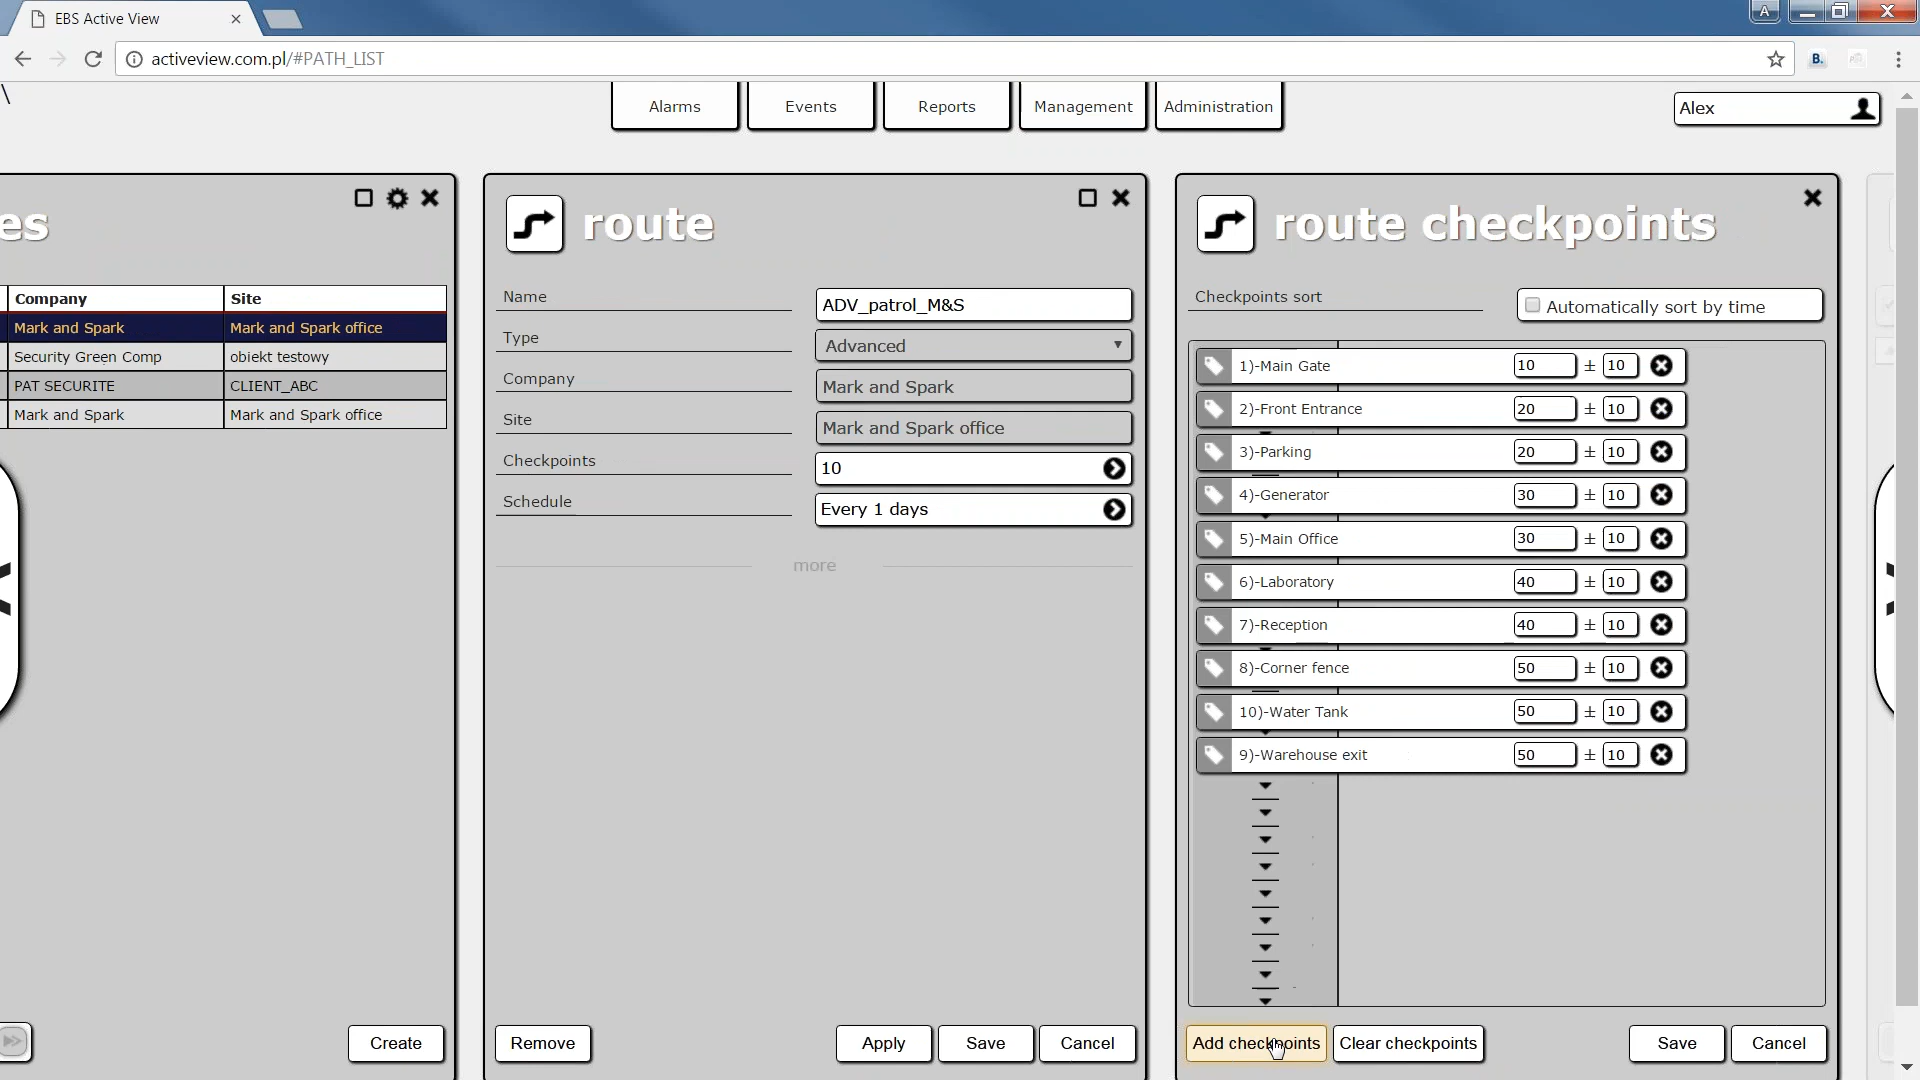 EBS Active View
A
activeview.com.pl/#PATH_LIST
B.
\
Alarms
Events
Reports
Management
Administration
Alex
es
Company Site
Mark and Spark Mark and Spark office
Security Green Comp obiekt testowy
PAT SECURITE CLIENT_ABC
Mark and Spark Mark and Spark office
Create
route
Name ADV_patrol_M&S
Type Advanced
Company Mark and Spark
Site Mark and Spark office
Checkpoints 10
Schedule Every 1 days
more
Remove
Apply
Save
Cancel
route checkpoints
Checkpoints sort Automatically sort by time
1)-Main Gate 10 ± 10
2)-Front Entrance 20 ± 10
3)-Parking 20 ± 10
4)-Generator 30 ± 10
5)-Main Office 30 ± 10
6)-Laboratory 40 ± 10
7)-Reception 40 ± 10
8)-Corner fence 50 ± 10
10)-Water Tank 50 ± 10
9)-Warehouse exit 50 ± 10
Add checkpoints
Clear checkpoints
Save
Cancel